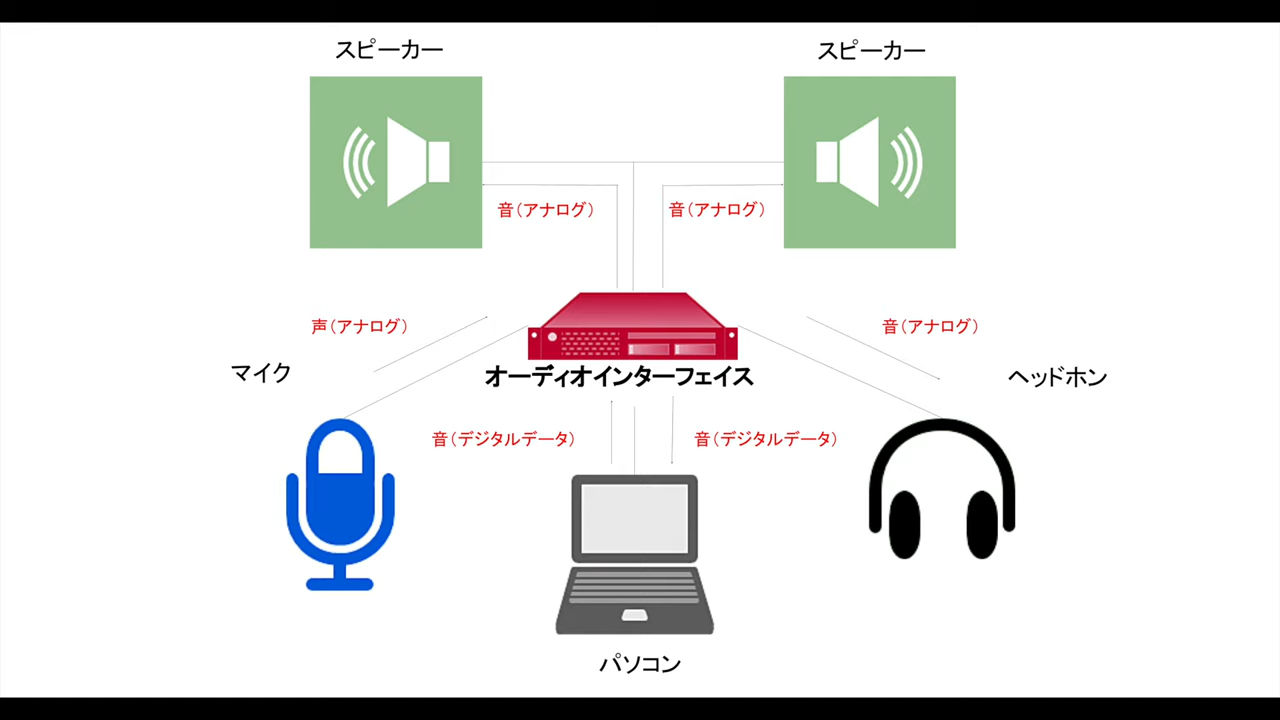 スピーカー
スピーカー
音(アナログ)
音(アナログ)
声(アナログ)
音(アナログ)
マイク
オーディオインターフェイス
ヘッドホン
音(デジタルデータ)
音(デジタルデータ)
パソコン